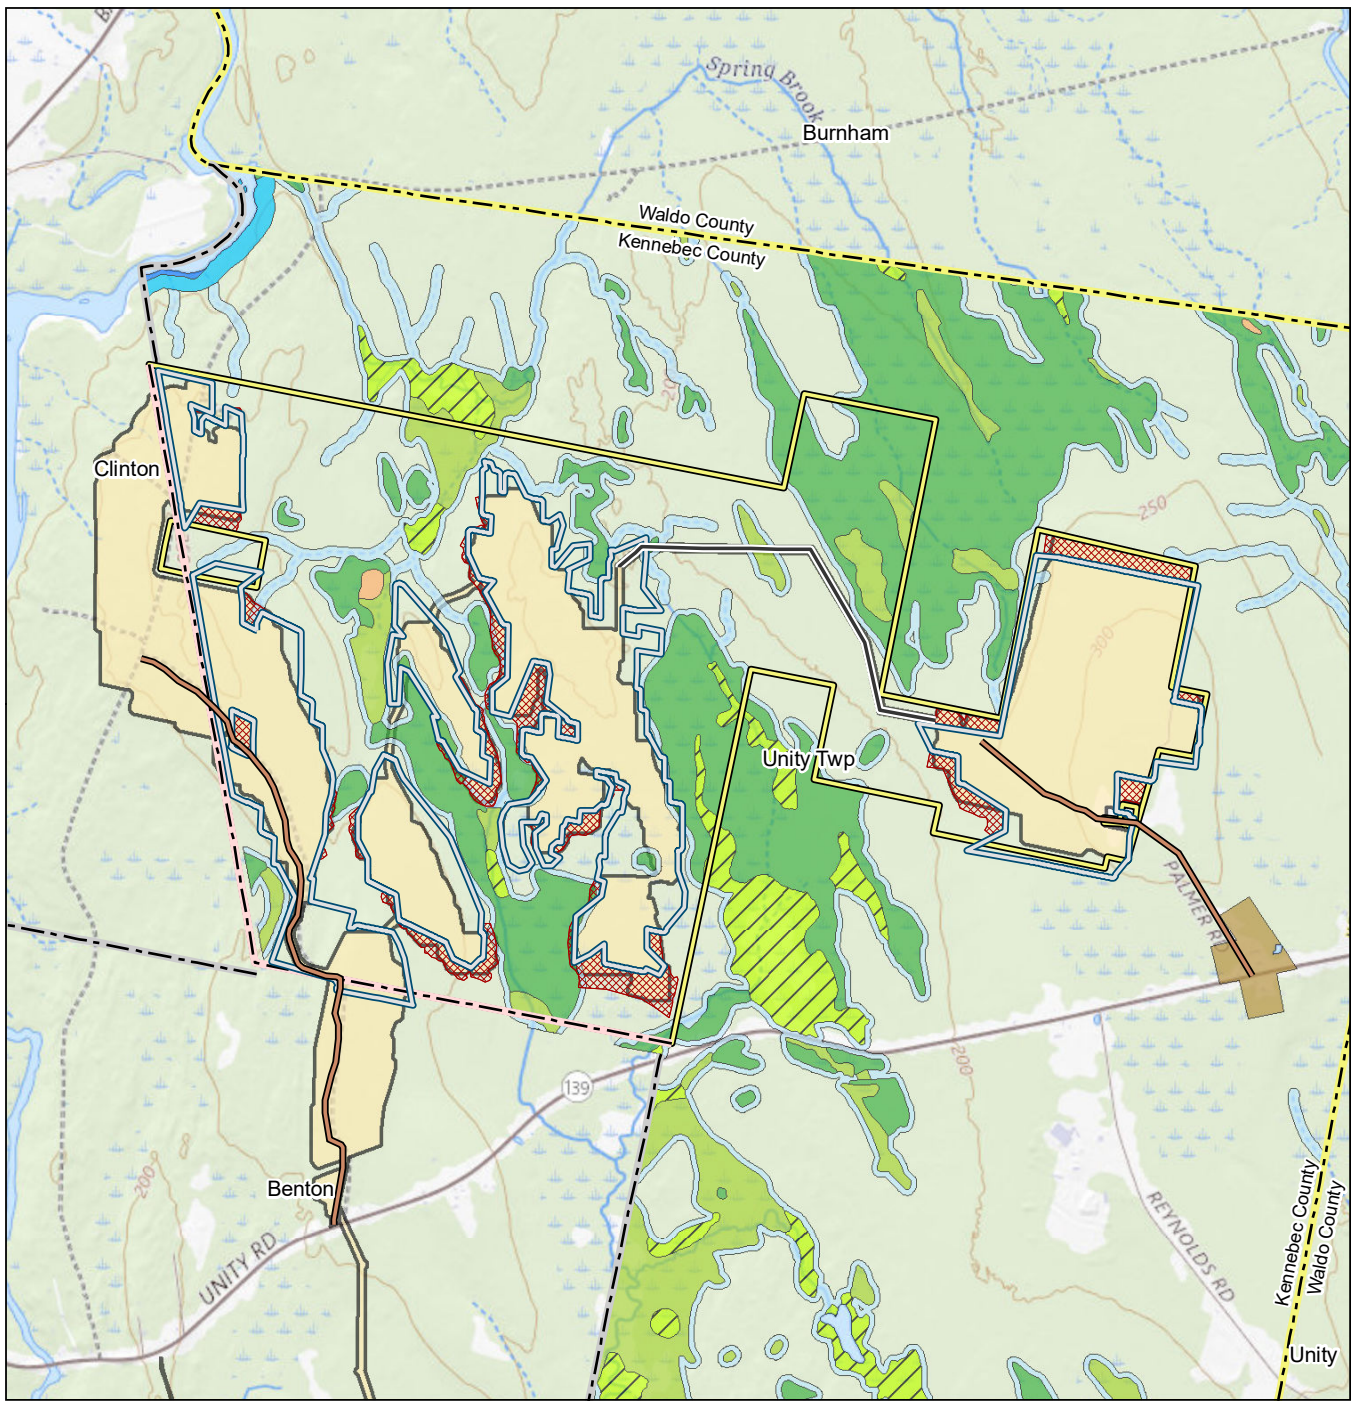 Spring Brook
Burnham
Waldo County
Kennebec County
20
Clinton
250
300
Unity Twp
PALMER R
139
200
200
Benton
UNITY RD
REYNOLDS RD
Kennebec County
Waldo County
Unity